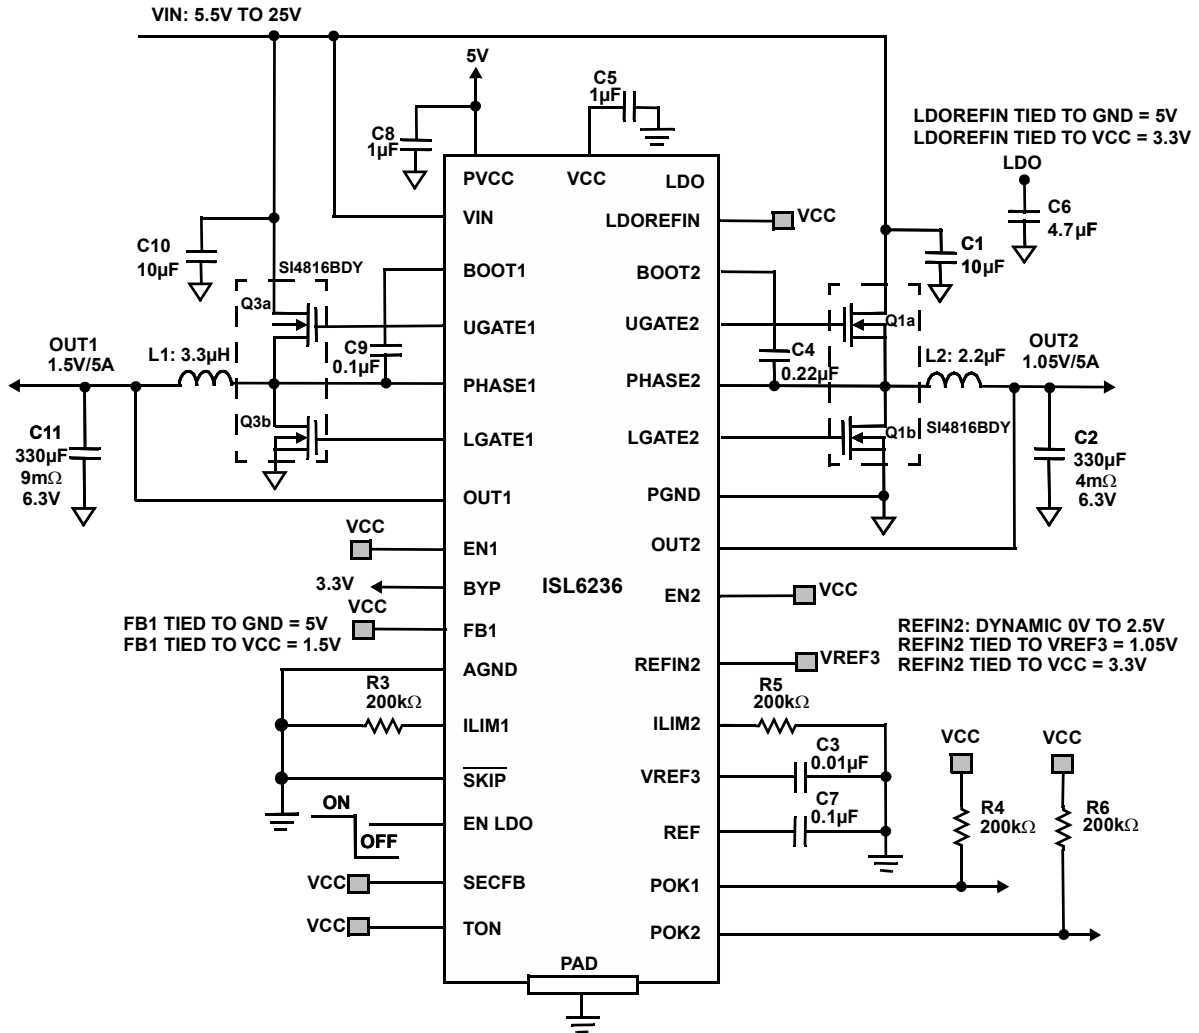 VIN: 5.5V TO 25V
5V
C5
1µF
C8
1µF
LDOREFIN TIED TO GND = 5V
LDOREFIN TIED TO VCC = 3.3V
LDO
C6
4.7µF
PVCC
VCC
LDO
VIN
LDOREFIN
VCC
C10
10µF
SI4816BDY
BOOT1
BOOT2
C1
10µF
Q3a
UGATE1
UGATE2
Q1a
OUT1
1.5V/5A
L1: 3.3µH
C9
0.1µF
C4
0.22µF
L2: 2.2µF
OUT2
1.05V/5A
PHASE1
PHASE2
Q3b
LGATE1
LGATE2
Q1b
SI4816BDY
C11
330µF
9mΩ
6.3V
C2
330µF
4mΩ
6.3V
OUT1
PGND
VCC
EN1
OUT2
3.3V
BYP
ISL6236
EN2
VCC
FB1 TIED TO GND = 5V
FB1 TIED TO VCC = 1.5V
VCC
FB1
REFIN2: DYNAMIC 0V TO 2.5V
REFIN2 TIED TO VREF3 = 1.05V
REFIN2 TIED TO VCC = 3.3V
AGND
REFIN2
VREF3
R3
200kΩ
ILIM1
ILIM2
R5
200kΩ
SKIP
VREF3
C3
0.01µF
VCC
VCC
ON
OFF
EN LDO
REF
C7
0.1µF
R4
200kΩ
R6
200kΩ
VCC
SECFB
POK1
VCC
TON
POK2
PAD